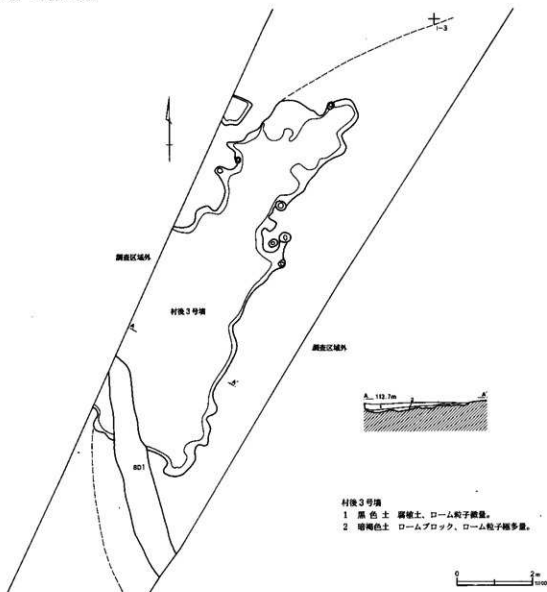 I-3
調査区域外
村後3号墳
A
A'
調査区域外
8D1
A 112.7m A'
1
2
村後3号墳
1 黒色土 腐植土、ローム粒子微量。
2 暗褐色土 ロームブロック、ローム粒子極多量。
0 2m